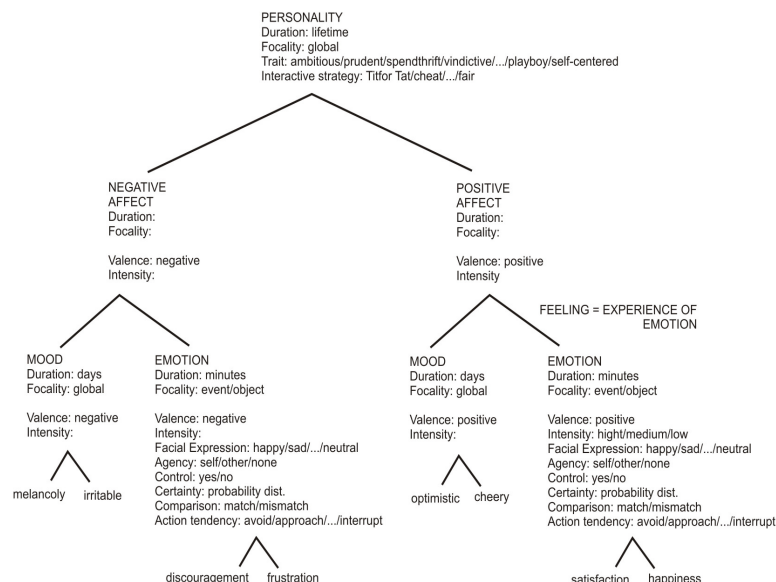 PERSONALITY
Duration: lifetime
Focality: global
Trait: ambitious/prudent/spendthrift/vindictive/.../playboy/self-centered
Interactive strategy: Titfor Tat/cheat/.../fair
NEGATIVE
AFFECT
Duration:
Focality:
Valence: negative
Intensity:
POSITIVE
AFFECT
Duration:
Focality:
Valence: positive
Intensity
FEELING = EXPERIENCE OF
EMOTION
MOOD
Duration: days
Focality: global
Valence: negative
Intensity:
melancoly irritable
EMOTION
Duration: minutes
Focality: event/object
Valence: negative
Intensity:
Facial Expression: happy/sad/.../neutral
Agency: self/other/none
Control: yes/no
Certainty: probability dist.
Comparison: match/mismatch
Action tendency: avoid/approach/.../interrupt
discouragement frustration
MOOD
Duration: days
Focality: global
Valence: positive
Intensity:
optimistic cheery
EMOTION
Duration: minutes
Focality: event/object
Valence: positive
Intensity: hight/medium/low
Facial Expression: happy/sad/.../neutral
Agency: self/other/none
Control: yes/no
Certainty: probability dist.
Comparison: match/mismatch
Action tendency: avoid/approach/.../interrupt
satisfaction happiness